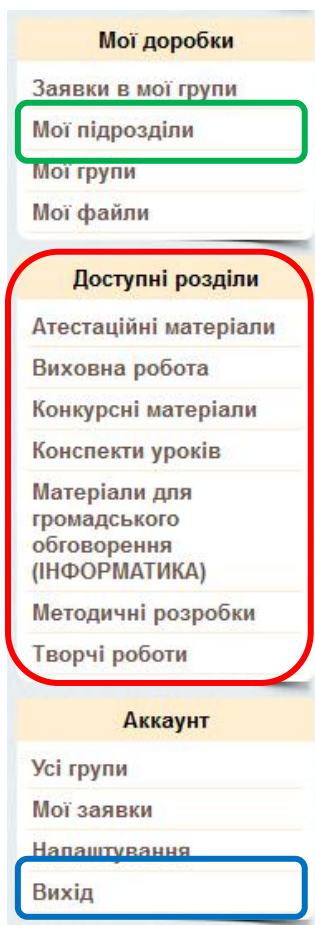 Мої доробки
Заявки в мої групи
Мої підрозділи
Мої групи
Мої файли
Доступні розділи
Атестаційні матеріали
Виховна робота
Конкурсні матеріали
Конспекти уроків
Матеріали для
громадського
обговорення
(ІНФОРМАТИКА)
Методичні розробки
Творчі роботи
Аккаунт
Усі групи
Мої заявки
Налаштування
Вихід